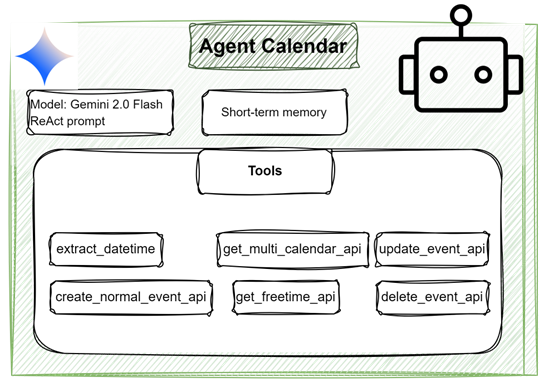 Agent Calendar
Model: Gemini 2.0 Flash
ReAct prompt
Short-term memory
Tools
extract_datetime
get_multi_calendar_api
update_event_api
create_normal_event_api
get_freetime_api
delete_event_api